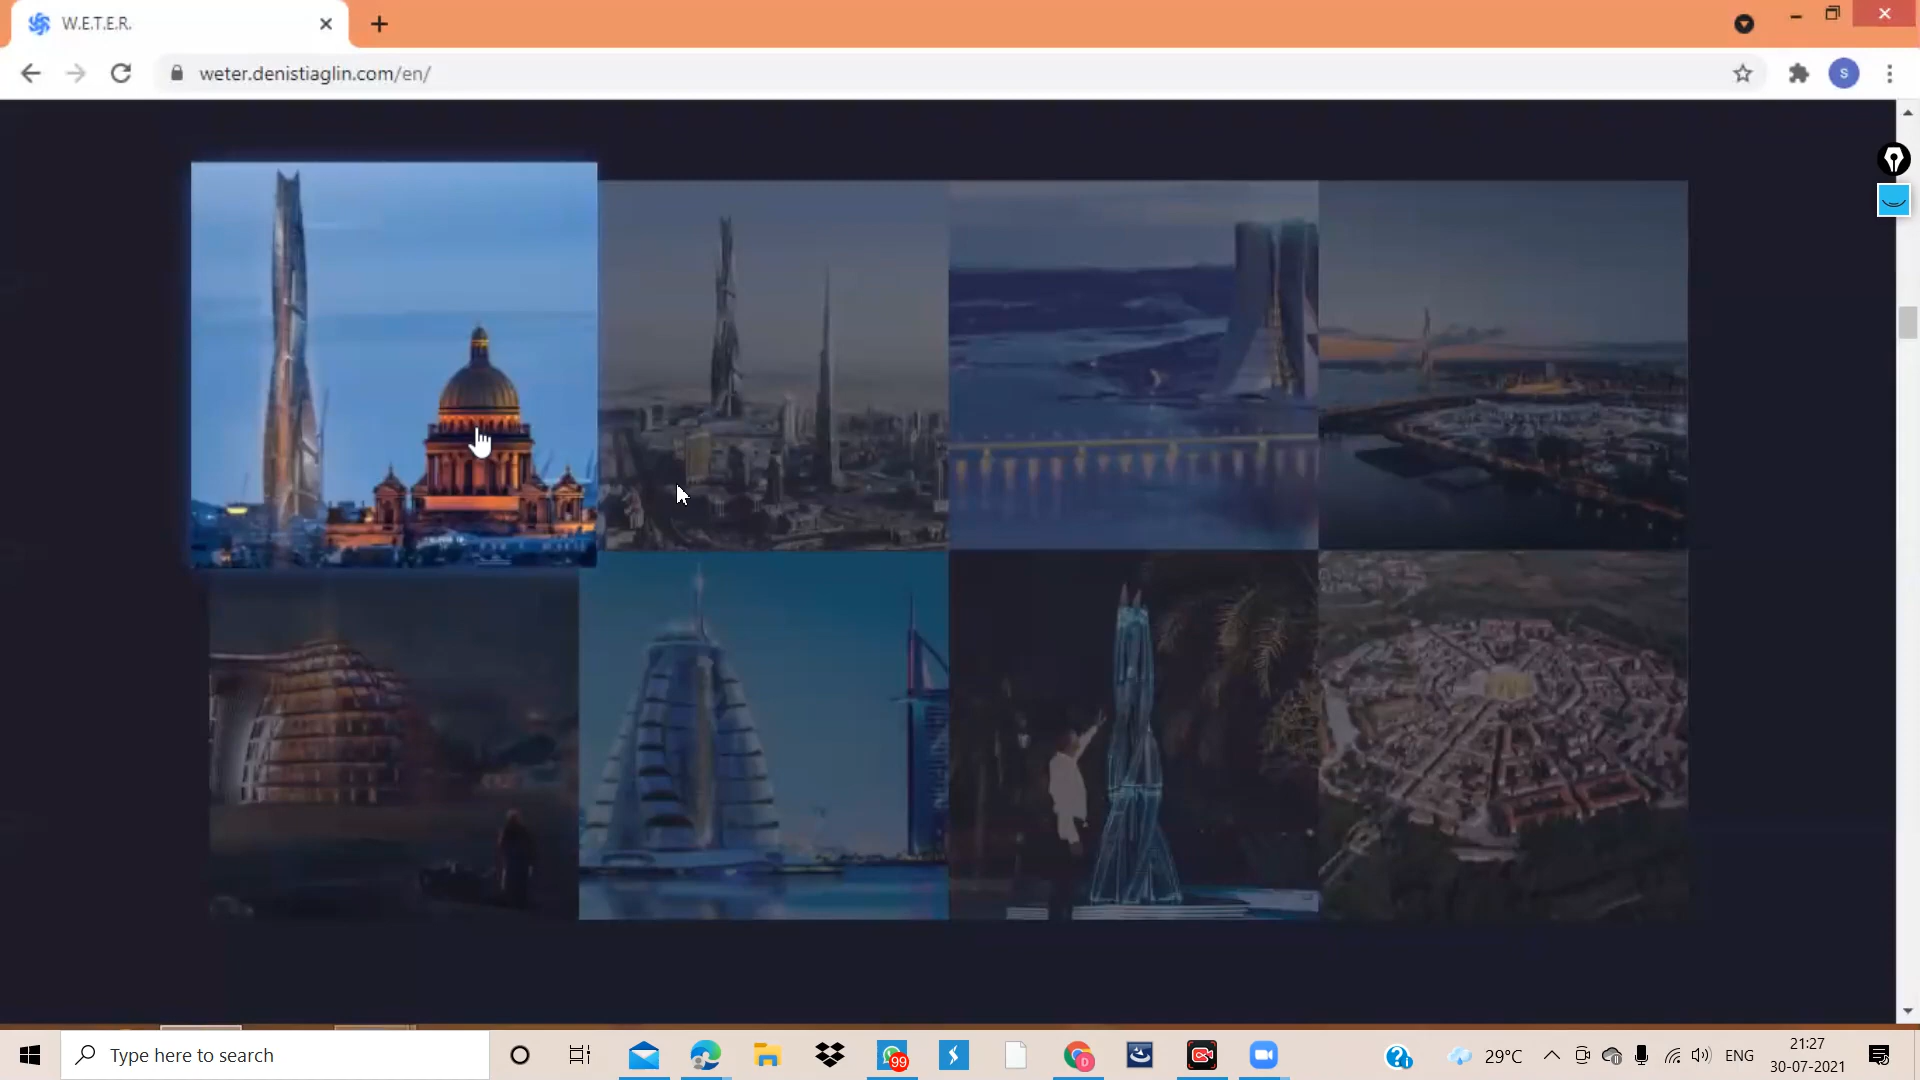 W.E.T.E.R.
weter.denistiaglin.com/en/
S
Type here to search
99
D
29°C
ENG
21:27
30-07-2021